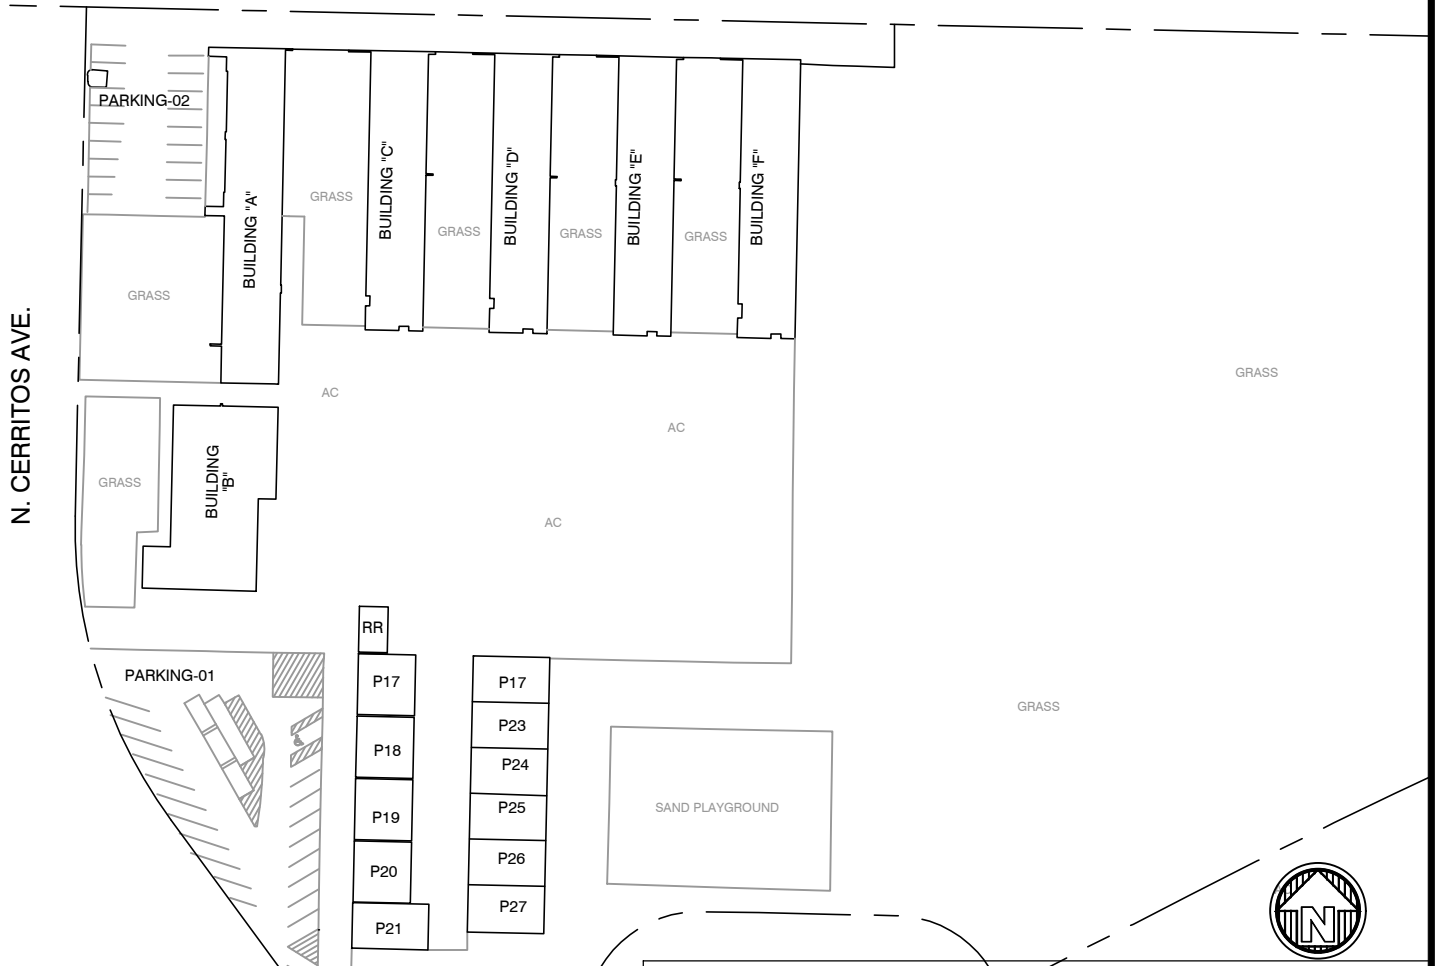 PARKING-02
BUILDING "A"
GRASS
BUILDING "C"
GRASS
BUILDING "D"
GRASS
BUILDING "E"
GRASS
BUILDING "F"
GRASS
N. CERRITOS AVE.
AC
GRASS
AC
GRASS
BUILDING
"B"
AC
RR
PARKING-01
P17
P17
GRASS
P23
P18
P24
P25
SAND PLAYGROUND
P19
P26
P20
P27
P21
N